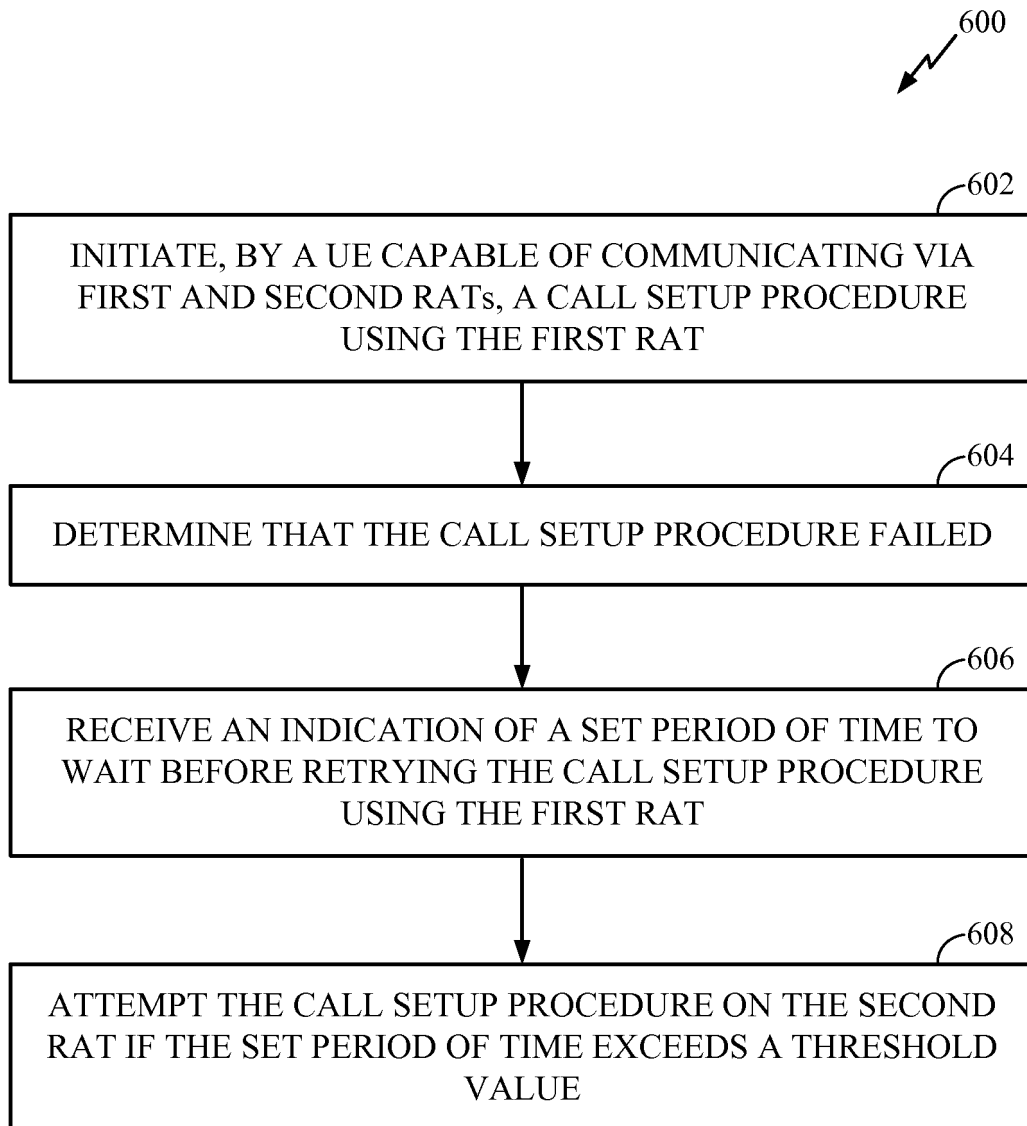 600
602
INITIATE, BY A UE CAPABLE OF COMMUNICATING VIA
FIRST AND SECOND RATs, A CALL SETUP PROCEDURE
USING THE FIRST RAT
604
DETERMINE THAT THE CALL SETUP PROCEDURE FAILED
606
RECEIVE AN INDICATION OF A SET PERIOD OF TIME TO
WAIT BEFORE RETRYING THE CALL SETUP PROCEDURE
USING THE FIRST RAT
608
ATTEMPT THE CALL SETUP PROCEDURE ON THE SECOND
RAT IF THE SET PERIOD OF TIME EXCEEDS A THRESHOLD
VALUE